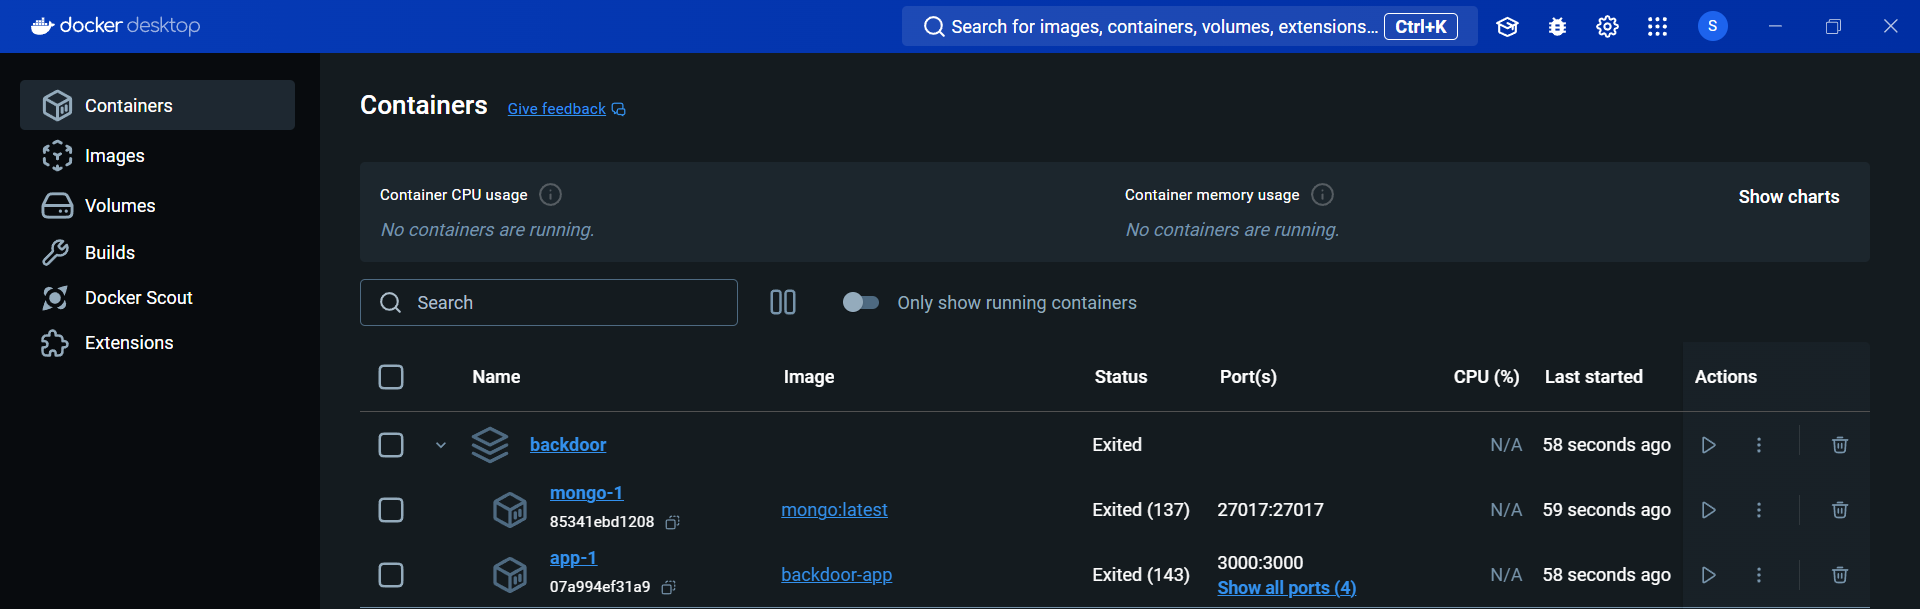 docker desktop
Search for images, containers, volumes, extensions... Ctrl+K
S
Containers
Images
Volumes
Builds
Docker Scout
Extensions
Containers Give feedback
Container CPU usage
No containers are running.
Container memory usage
No containers are running.
Show charts
Search
Only show running containers
Name Image Status Port(s) CPU (%) Last started Actions
backdoor Exited N/A 58 seconds ago
mongo-1
85341ebd1208
mongo:latest Exited (137) 27017:27017 N/A 59 seconds ago
app-1
07a994ef31a9
backdoor-app Exited (143)
3000:3000
Show all ports (4)
N/A 58 seconds ago